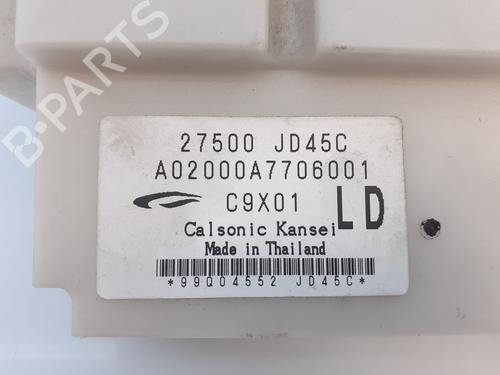 27500 JD45C
A02000A7706001
C9X01
LD
Calsonic Kansei
Made in Thailand
*99Q04552 JD45C*
B-PARTS